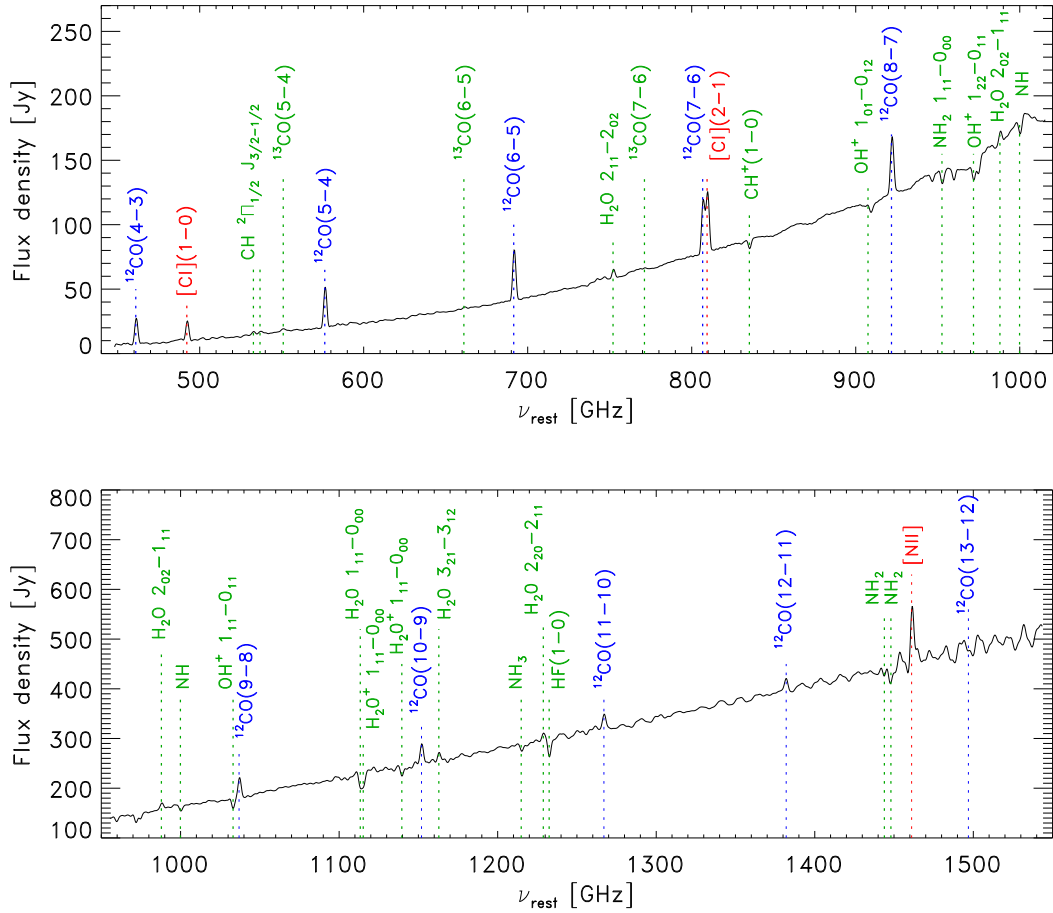 250
200
150
100
50
0
Flux density [Jy]
¹²CO(4−3)
[CI](1−0)
CH ²Π₁/₂ J₃/₂₋₁/₂
¹³CO(5−4)
¹²CO(5−4)
¹³CO(6−5)
¹²CO(6−5)
H₂O 2₁₁−2₀₂
¹³CO(7−6)
¹²CO(7−6)
[CI](2−1)
CH⁺(1−0)
OH⁺ 1₀₁−0₁₂
¹²CO(8−7)
NH₂ 1₁₁−0₀₀
OH⁺ 1₂₂−0₁₁
H₂O 2₀₂−1₁₁
NH
500 600 700 800 900 1000
ν_rest [GHz]
800
700
600
500
400
300
200
100
Flux density [Jy]
H₂O 2₀₂−1₁₁
NH
OH⁺ 1₁₁−0₁₁
¹²CO(9−8)
H₂O 1₁₁−0₀₀
H₂O⁺ 1₁₁−0₀₀
H₂O⁺ 1₁₁−0₀₀
¹²CO(10−9)
H₂O 3₂₁−3₁₂
NH₃
H₂O 2₂₀−2₁₁
HF(1−0)
¹²CO(11−10)
¹²CO(12−11)
NH₂
NH₂
[NII]
¹²CO(13−12)
1000 1100 1200 1300 1400 1500
ν_rest [GHz]